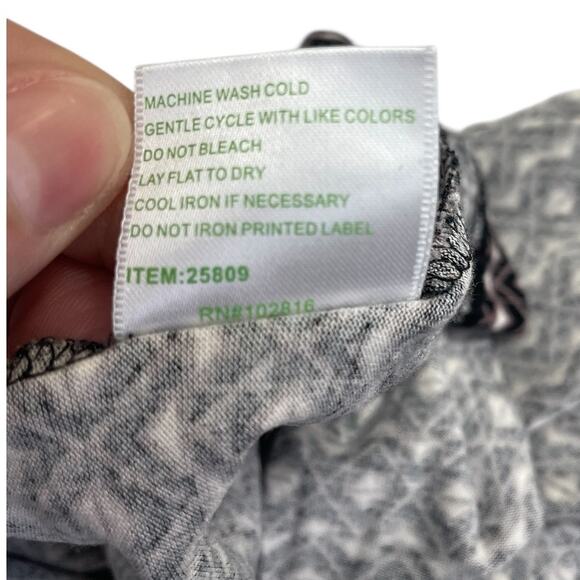 MACHINE WASH COLD
GENTLE CYCLE WITH LIKE COLORS
DO NOT BLEACH
LAY FLAT TO DRY
COOL IRON IF NECESSARY
DO NOT IRON PRINTED LABEL
ITEM:25809
RN#102816